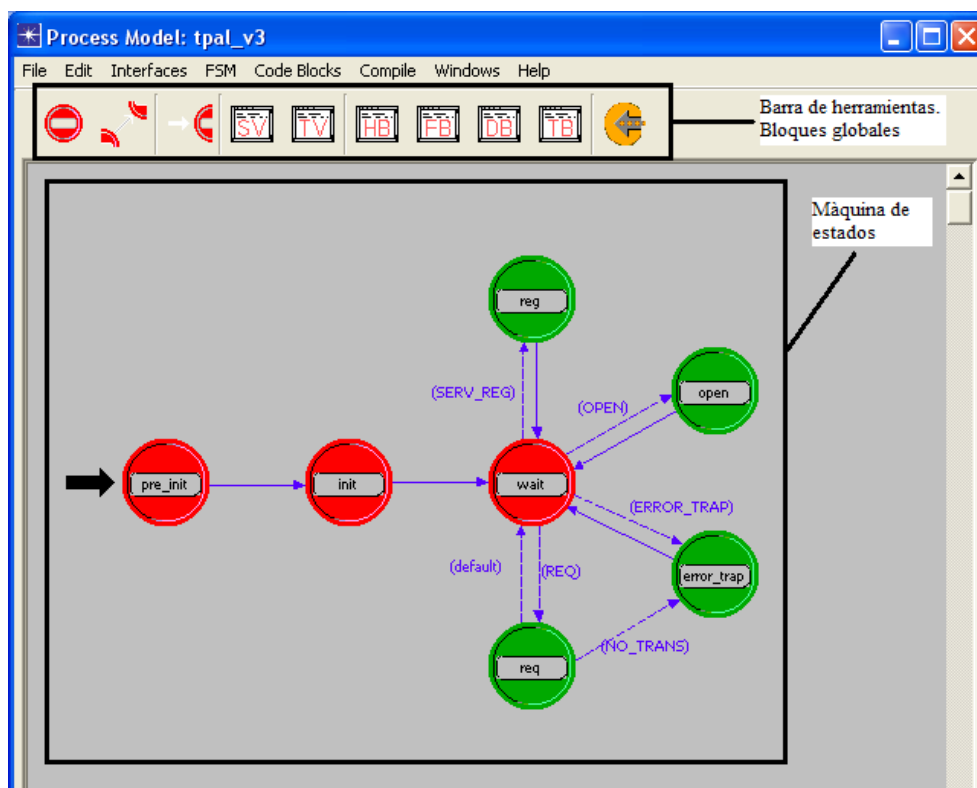 Process Model: tpal_v3
File Edit Interfaces FSM Code Blocks Compile Windows Help
SV TV HB FB DB TB
Barra de herramientas.
Bloques globales
Màquina de
estados
reg
(SERV_REG)
(OPEN)
open
pre_init
init
wait
(ERROR_TRAP)
(default)
(REQ)
error_trap
(NO_TRANS)
req